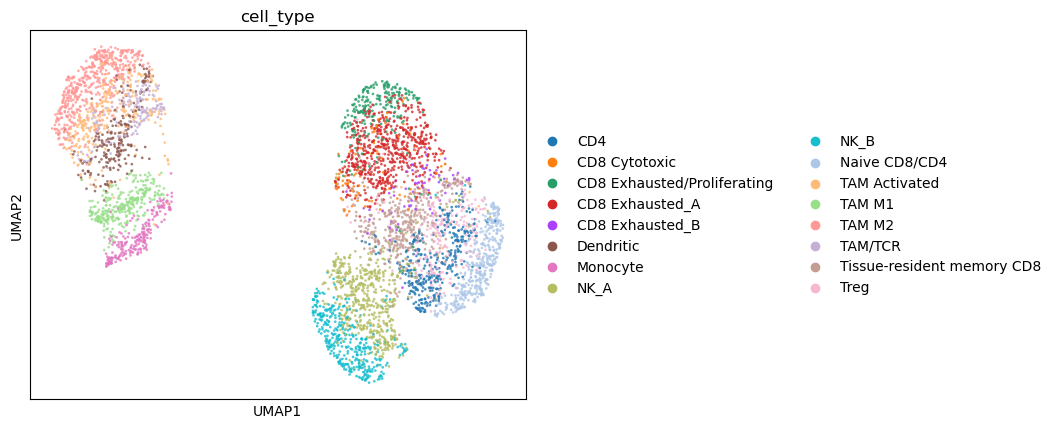 cell_type
UMAP2
UMAP1
CD4
CD8 Cytotoxic
CD8 Exhausted/Proliferating
CD8 Exhausted_A
CD8 Exhausted_B
Dendritic
Monocyte
NK_A
NK_B
Naive CD8/CD4
TAM Activated
TAM M1
TAM M2
TAM/TCR
Tissue-resident memory CD8
Treg